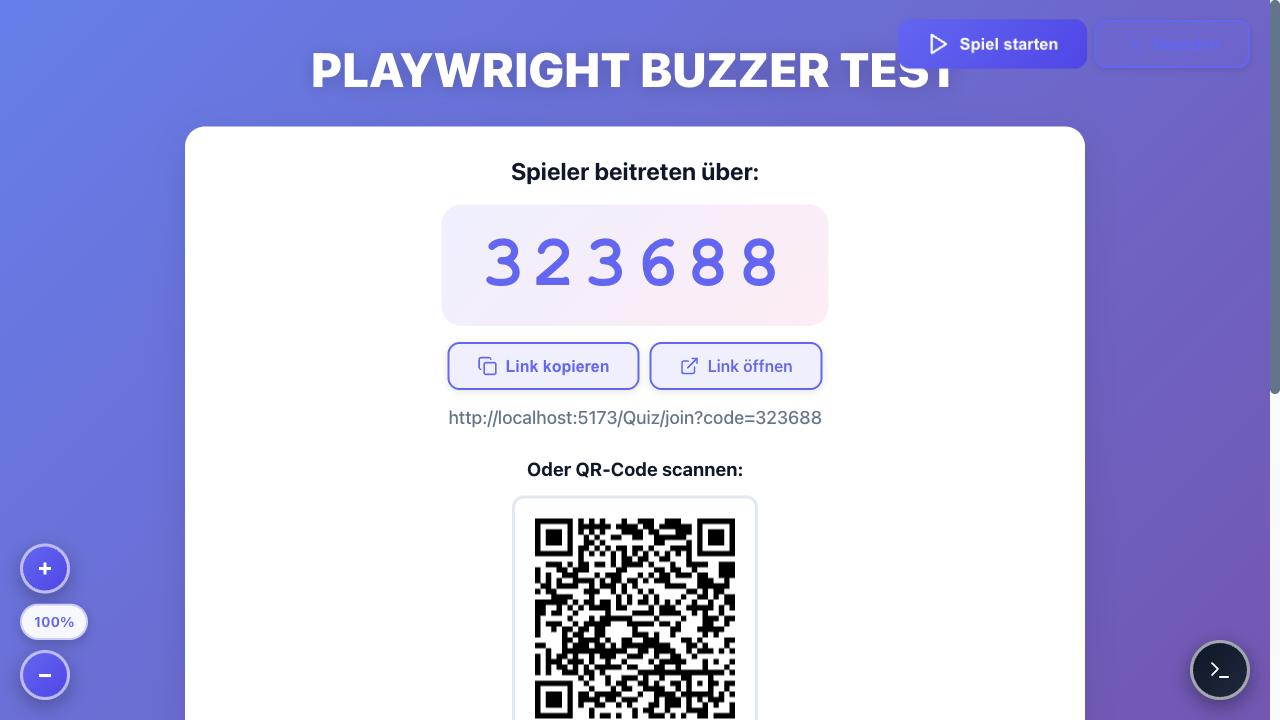 Spiel starten
Beenden
PLAYWRIGHT BUZZER TEST
Spieler beitreten über:
323688
Link kopieren
Link öffnen
http://localhost:5173/Quiz/join?code=323688
Oder QR-Code scannen:
+
100%
−